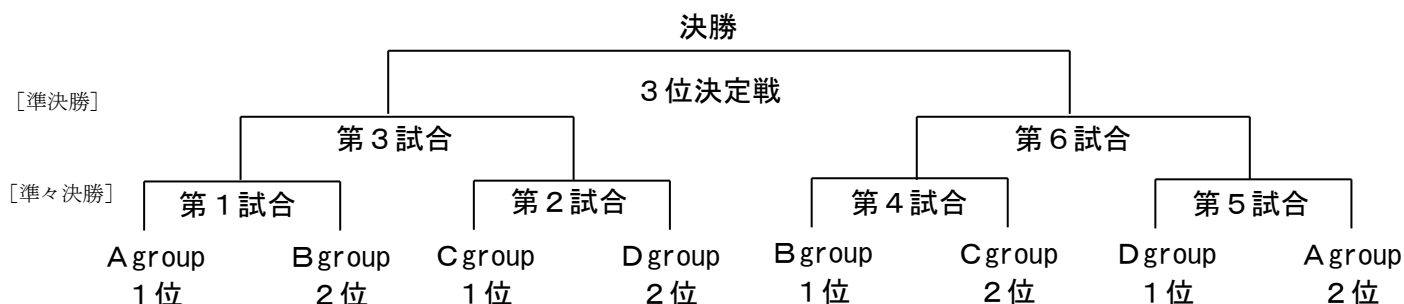 決勝
3位決定戦
［準決勝］
第3試合
第6試合
［準々決勝］
第1試合
第2試合
第4試合
第5試合
Agroup
1位
Bgroup
2位
Cgroup
1位
Dgroup
2位
Bgroup
1位
Cgroup
2位
Dgroup
1位
Agroup
2位